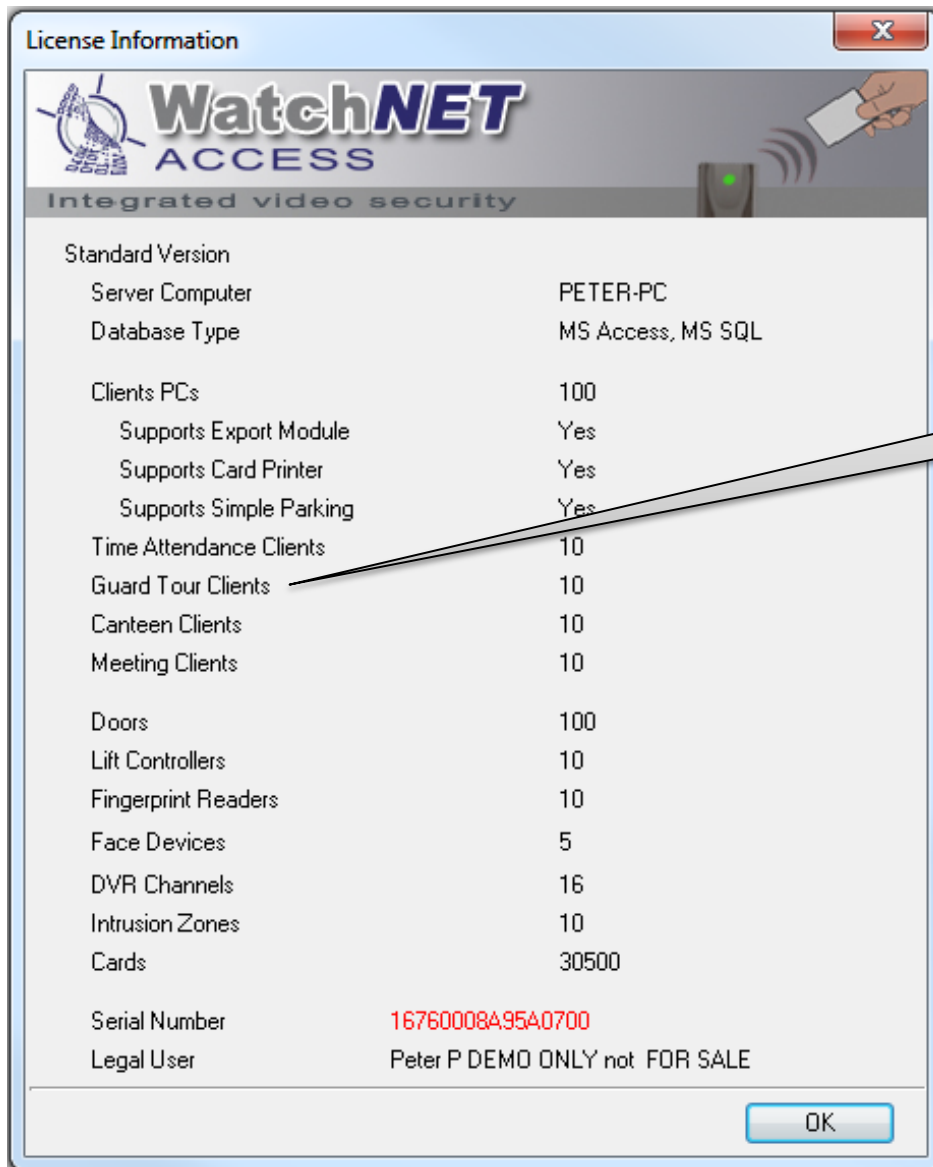 License Information
WatchNET
ACCESS
Integrated video security
Standard Version
Server Computer PETER-PC
Database Type MS Access, MS SQL
Clients PCs 100
Supports Export Module Yes
Supports Card Printer Yes
Supports Simple Parking Yes
Time Attendance Clients 10
Guard Tour Clients 10
Canteen Clients 10
Meeting Clients 10
Doors 100
Lift Controllers 10
Fingerprint Readers 10
Face Devices 5
DVR Channels 16
Intrusion Zones 10
Cards 30500
Serial Number 16760008A95A0700
Legal User Peter P DEMO ONLY not FOR SALE
OK